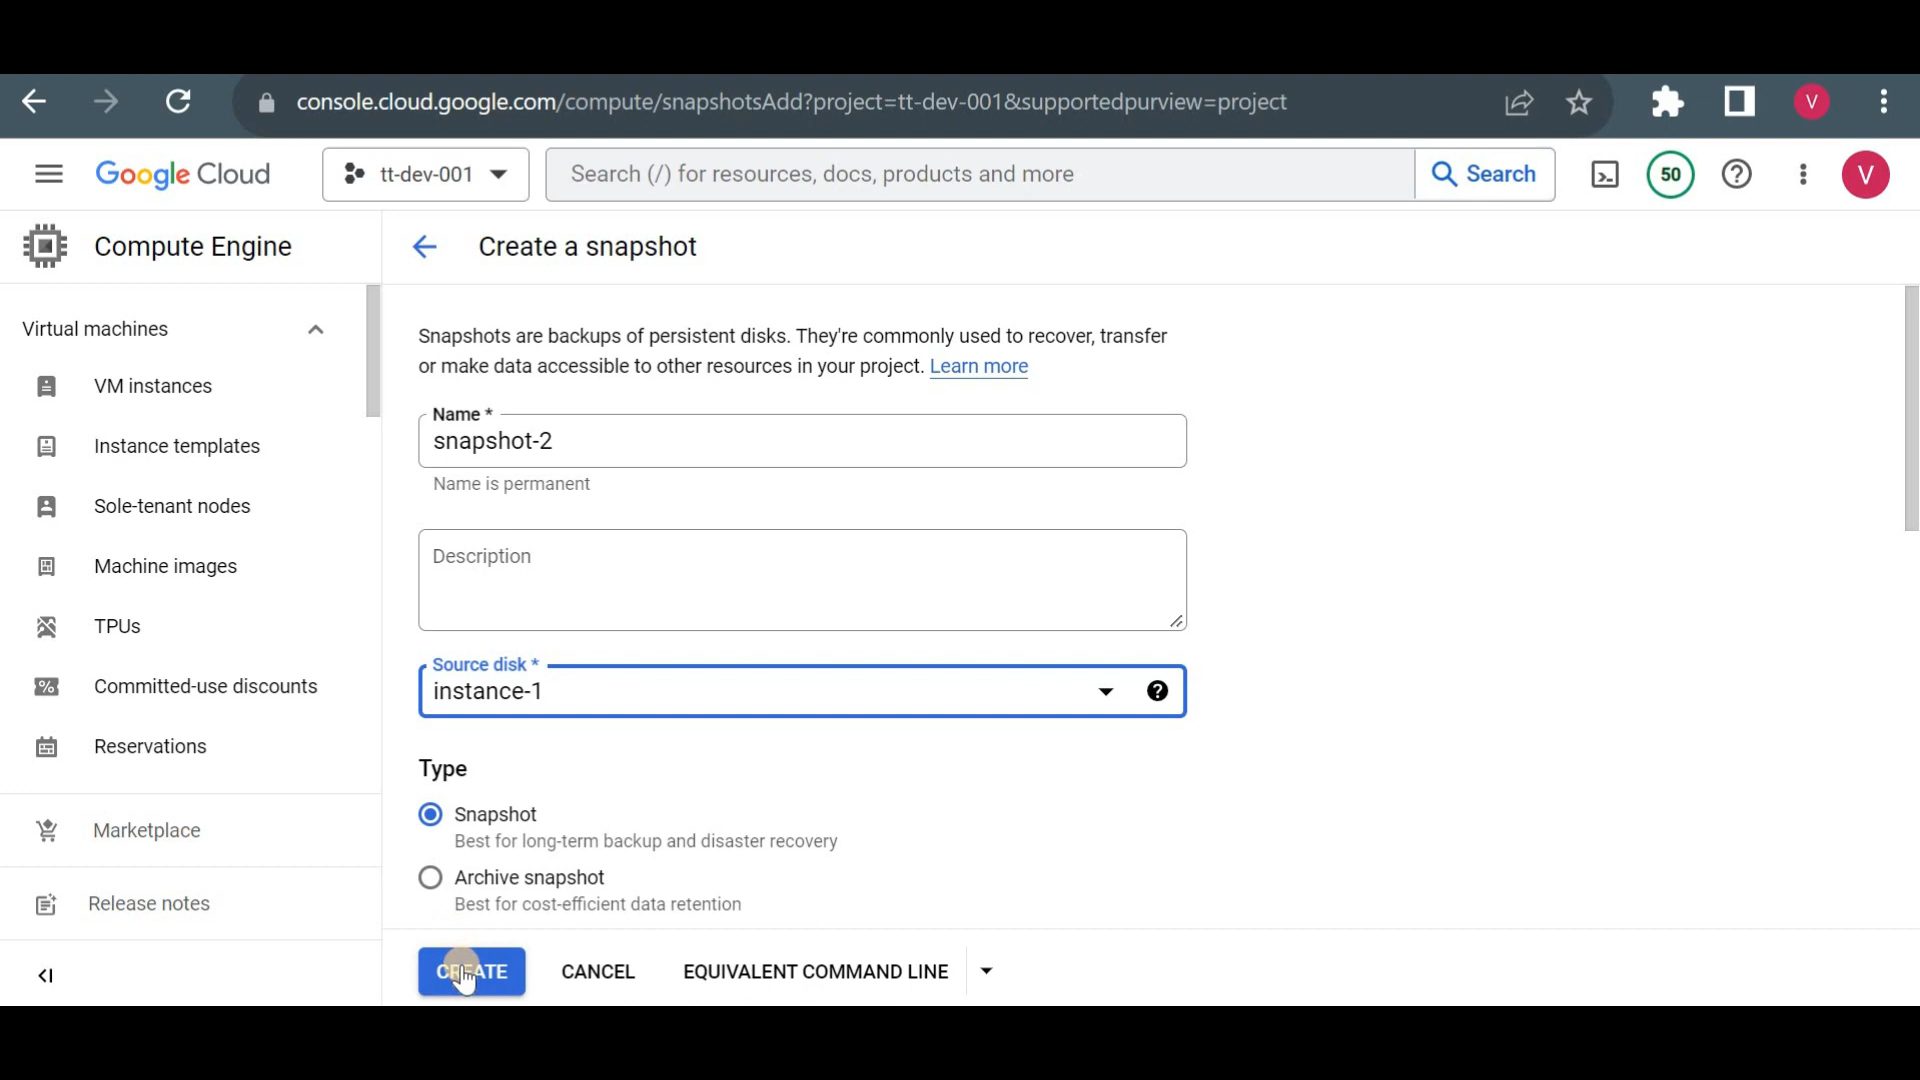 console.cloud.google.com/compute/snapshotsAdd?project=tt-dev-001&supportedpurview=project
V
Google Cloud
tt-dev-001
Search (/) for resources, docs, products and more
Search
50
V
Compute Engine
Create a snapshot
Virtual machines
VM instances
Instance templates
Sole-tenant nodes
Machine images
TPUs
Committed-use discounts
Reservations
Marketplace
Release notes
Snapshots are backups of persistent disks. They're commonly used to recover, transfer
or make data accessible to other resources in your project. Learn more
Name *
snapshot-2
Name is permanent
Description
Source disk *
instance-1
Type
Snapshot
Best for long-term backup and disaster recovery
Archive snapshot
Best for cost-efficient data retention
CREATE
CANCEL
EQUIVALENT COMMAND LINE